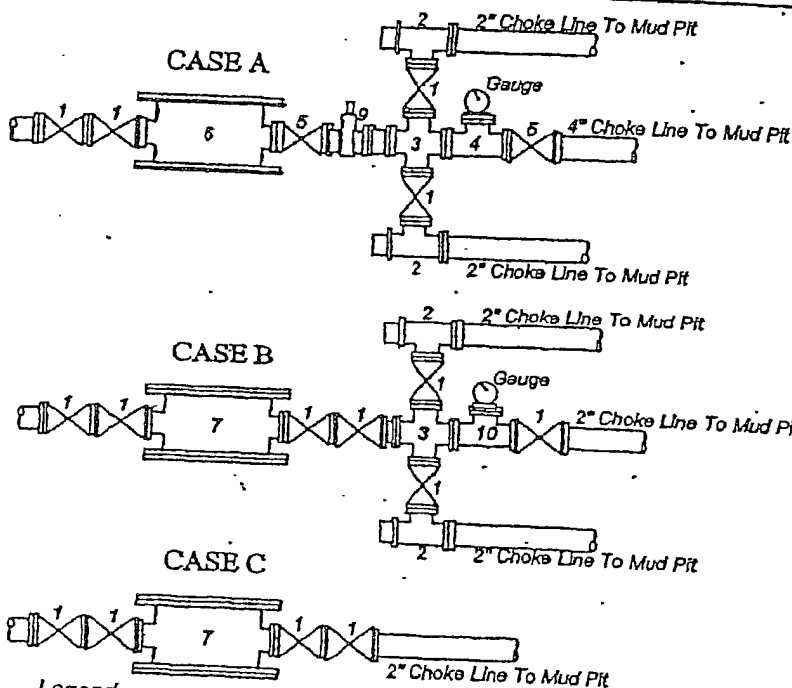 2" Choke Line To Mud Pit
2
CASE A
1
Gauge
1
1
9
6
5
3
4
5
4" Choke Line To Mud Pit
1
2
2" Choke Line To Mud Pit
2
2" Choke Line To Mud Pit
CASE B
1
Gauge
1
1
7
1
1
3
10
1
2" Choke Line To Mud Pit
1
2
2" Choke Line To Mud Pit
CASE C
1
1
7
1
1
2" Choke Line To Mud Pit
Legend